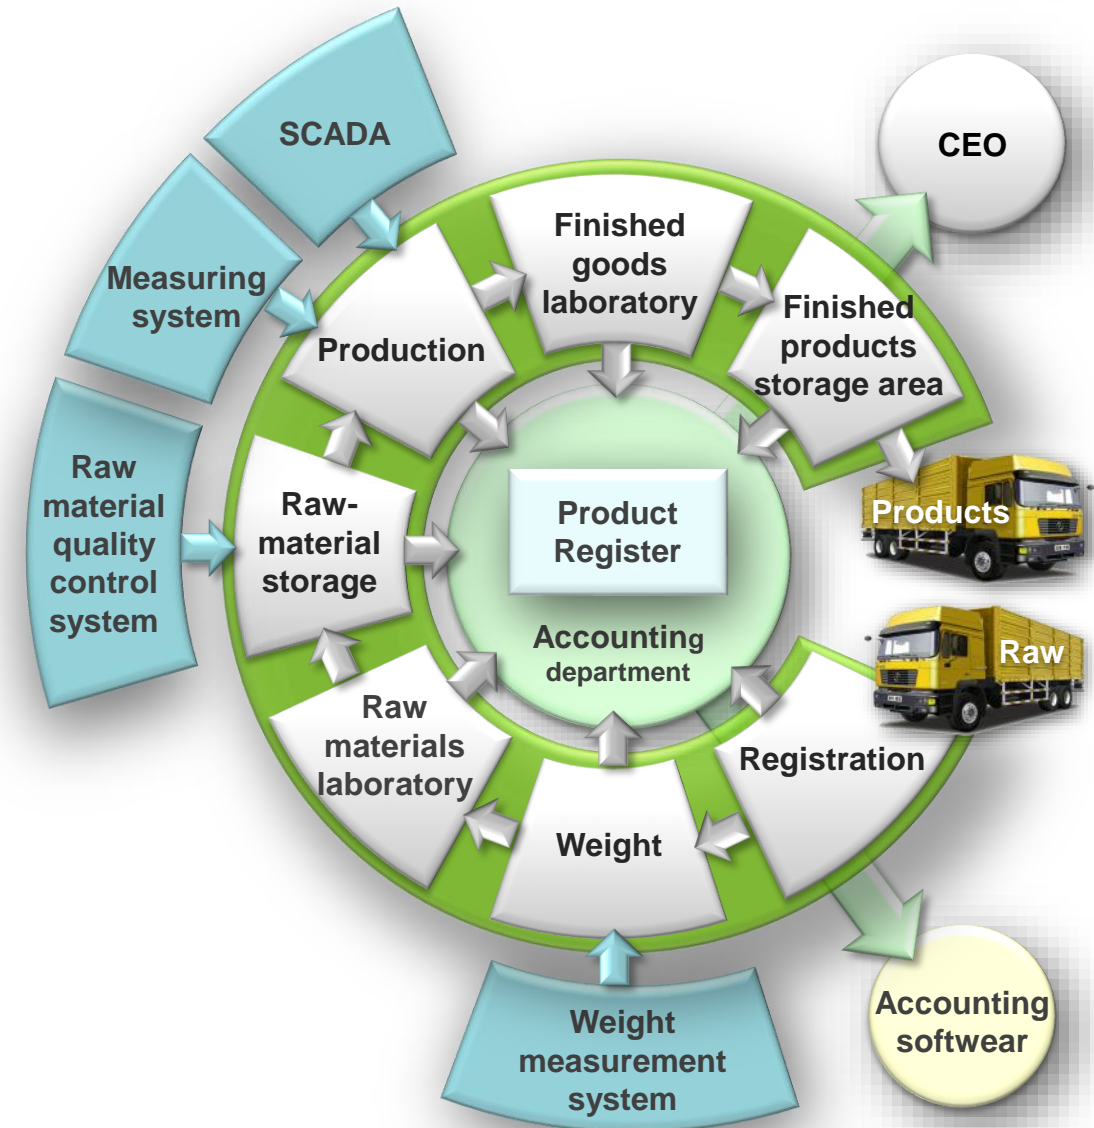 SCADA
CEO
Measuring
system
Finished
goods
laboratory
Finished
products
storage area
Production
Raw
material
quality
control
system
Raw-
material
storage
Product
Register
Products
Accounting
department
Raw
Raw
materials
laboratory
Weight
Registration
Weight
measurement
system
Accounting
softwear